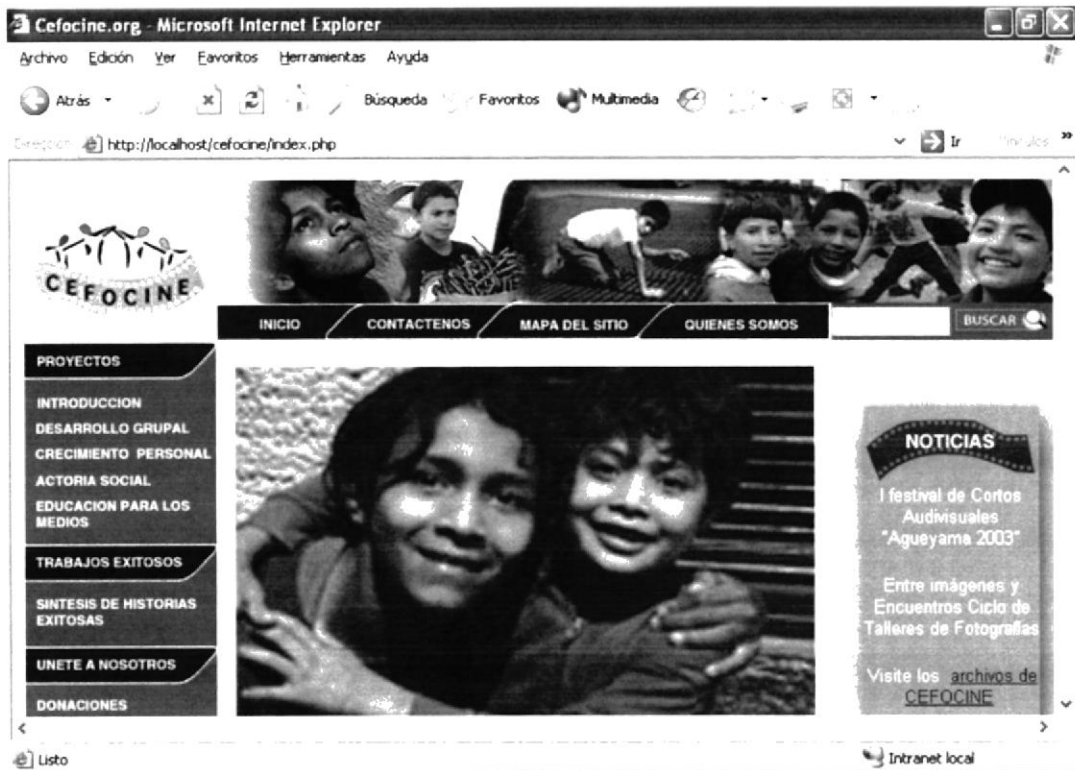 Cefocine.org - Microsoft Internet Explorer
Archivo Edición Ver Favoritos Herramientas Ayuda
Atrás Búsqueda Favoritos Multimedia
Dirección http://localhost/cefocine/index.php Ir Vínculos »
CEFOCINE
INICIO CONTACTENOS MAPA DEL SITIO QUIENES SOMOS BUSCAR
PROYECTOS
INTRODUCCION
DESARROLLO GRUPAL
CRECIMIENTO PERSONAL
ACTORIA SOCIAL
EDUCACION PARA LOS
MEDIOS
TRABAJOS EXITOSOS
SINTESIS DE HISTORIAS
EXITOSAS
UNETE A NOSOTROS
DONACIONES
NOTICIAS
I festival de Cortos
Audivisuales
"Agueyama 2003"
Entre imágenes y
Encuentros Ciclo de
Talleres de Fotografias
Visite los archivos de
CEFOCINE
Listo
Intranet local